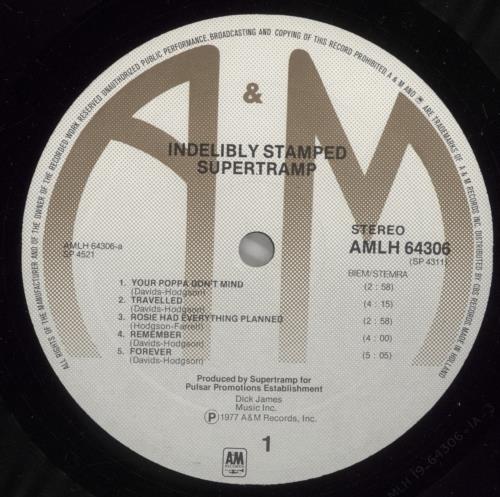 ALL RIGHTS OF THE MANUFACTURER AND OF THE OWNER OF THE RECORDED WORK RESERVED UNAUTHORIZED PUBLIC PERFORMANCE, BROADCASTING AND COPYING OF THIS RECORD PROHIBITED. A & M AND ARE TRADEMARKS OF A & M RECORDS INC. DISTRIBUTED BY CBS RECORDS MADE IN HOLLAND
A & M
INDELIBLY STAMPED
SUPERTRAMP
STEREO
AMLH 64306
(SP 4311)
AMLH 64306-a
SP 4521
BIEM/STEMRA
1. YOUR POPPA DON'T MIND (2 : 58)
(Davids-Hodgson)
2. TRAVELLED (4 : 15)
(Davids-Hodgson)
3. ROSIE HAD EVERYTHING PLANNED (2 : 58)
(Hodgson-Farrell)
4. REMEMBER (4 : 00)
(Davids-Hodgson)
5. FOREVER (5 : 05)
(Davids-Hodgson)
Produced by Supertramp for
Pulsar Promotions Establishment
Dick James
Music Inc.
Ⓟ 1977 A&M Records, Inc.
1
A&M
RECORDS